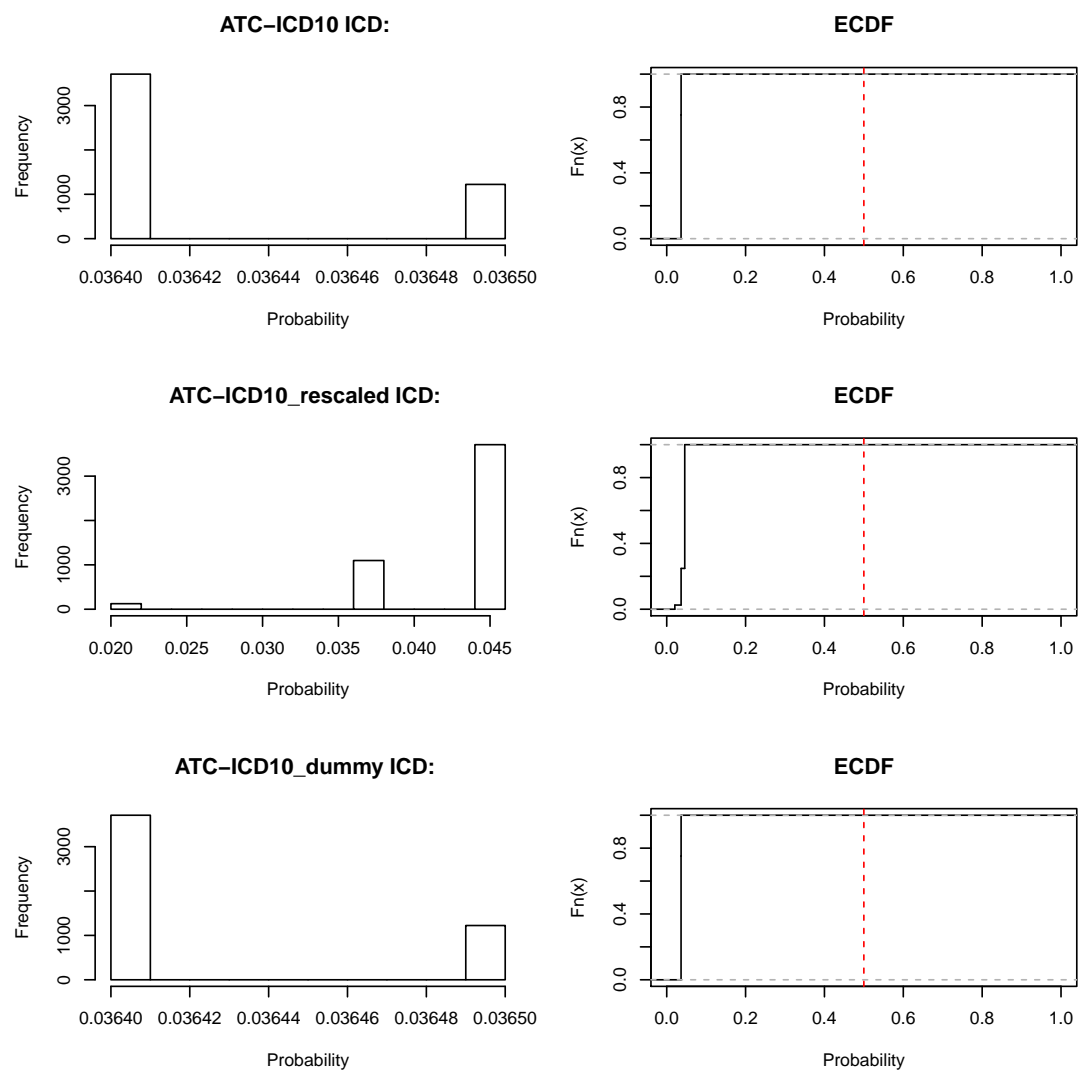 ATC−ICD10 ICD:
Frequency
0 1000 3000
0.03640 0.03642 0.03644 0.03646 0.03648 0.03650
Probability
ECDF
Fn(x)
0.0 0.4 0.8
0.0 0.2 0.4 0.6 0.8 1.0
Probability
ATC−ICD10_rescaled ICD:
Frequency
0 1000 3000
0.020 0.025 0.030 0.035 0.040 0.045
Probability
ECDF
Fn(x)
0.0 0.4 0.8
0.0 0.2 0.4 0.6 0.8 1.0
Probability
ATC−ICD10_dummy ICD:
Frequency
0 1000 3000
0.03640 0.03642 0.03644 0.03646 0.03648 0.03650
Probability
ECDF
Fn(x)
0.0 0.4 0.8
0.0 0.2 0.4 0.6 0.8 1.0
Probability